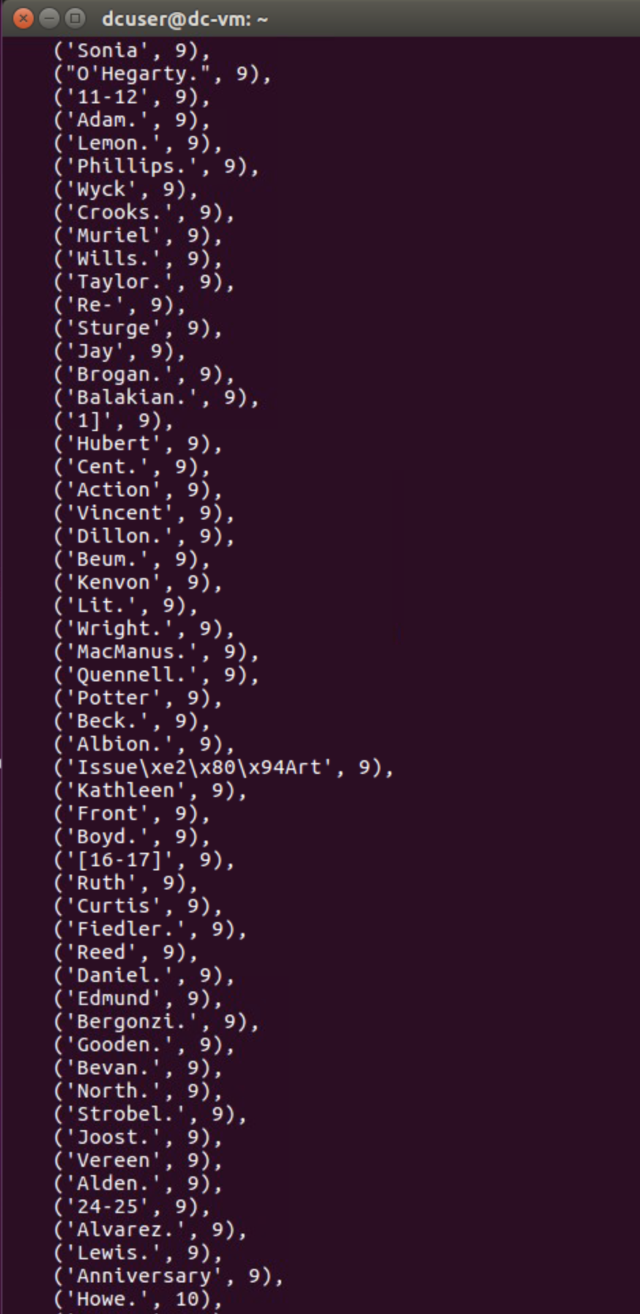 dcuser@dc-vm: ~
('Sonia', 9),
("O'Hegarty.", 9),
('11-12', 9),
('Adam.', 9),
('Lemon.', 9),
('Phillips.', 9),
('Wyck', 9),
('Crooks.', 9),
('Muriel', 9),
('Wills.', 9),
('Taylor.', 9),
('Re-', 9),
('Sturge', 9),
('Jay', 9),
('Brogan.', 9),
('Balakian.', 9),
('1]', 9),
('Hubert', 9),
('Cent.', 9),
('Action', 9),
('Vincent', 9),
('Dillon.', 9),
('Beum.', 9),
('Kenvon', 9),
('Lit.', 9),
('Wright.', 9),
('MacManus.', 9),
('Quennell.', 9),
('Potter', 9),
('Beck.', 9),
('Albion.', 9),
('Issue\xe2\x80\x94Art', 9),
('Kathleen', 9),
('Front', 9),
('Boyd.', 9),
('[16-17]', 9),
('Ruth', 9),
('Curtis', 9),
('Fiedler.', 9),
('Reed', 9),
('Daniel.', 9),
('Edmund', 9),
('Bergonzi.', 9),
('Gooden.', 9),
('Bevan.', 9),
('North.', 9),
('Strobel.', 9),
('Joost.', 9),
('Vereen', 9),
('Alden.', 9),
('24-25', 9),
('Alvarez.', 9),
('Lewis.', 9),
('Anniversary', 9),
('Howe.', 10),